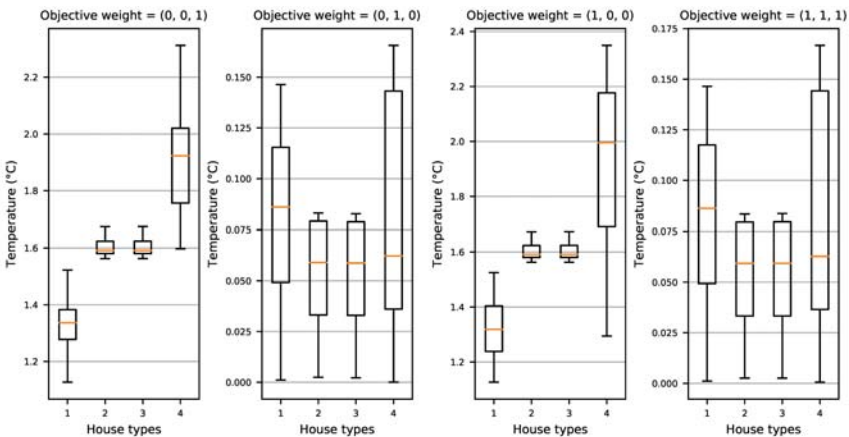 Objective weight = (0, 0, 1)
Temperature (°C)
2.2
2.0
1.8
1.6
1.4
1.2
1 2 3 4
House types
Objective weight = (0, 1, 0)
Temperature (°C)
0.150
0.125
0.100
0.075
0.050
0.025
0.000
1 2 3 4
House types
Objective weight = (1, 0, 0)
Temperature (°C)
2.4
2.2
2.0
1.8
1.6
1.4
1.2
1 2 3 4
House types
Objective weight = (1, 1, 1)
Temperature (°C)
0.175
0.150
0.125
0.100
0.075
0.050
0.025
0.000
1 2 3 4
House types